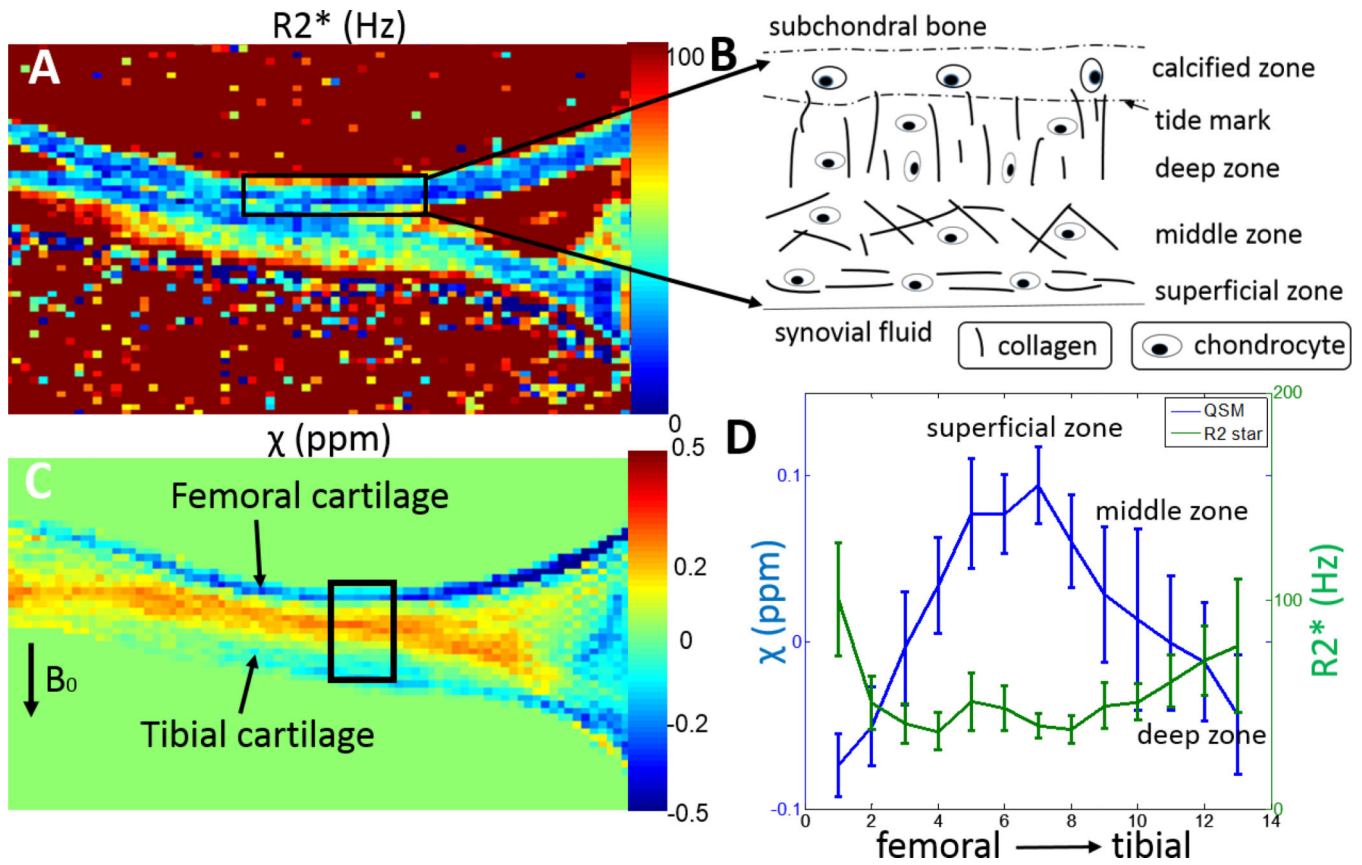 R2* (Hz)
A
100
0
B
subchondral bone
calcified zone
tide mark
deep zone
middle zone
superficial zone
synovial fluid
collagen
chondrocyte
χ (ppm)
C
0.5
0.2
0
-0.2
-0.5
Femoral cartilage
B₀
Tibial cartilage
D
QSM
R2 star
superficial zone
middle zone
deep zone
χ (ppm)
0.1
0
-0.1
R2* (Hz)
200
100
0
0 2 4 6 8 10 12 14
femoral tibial